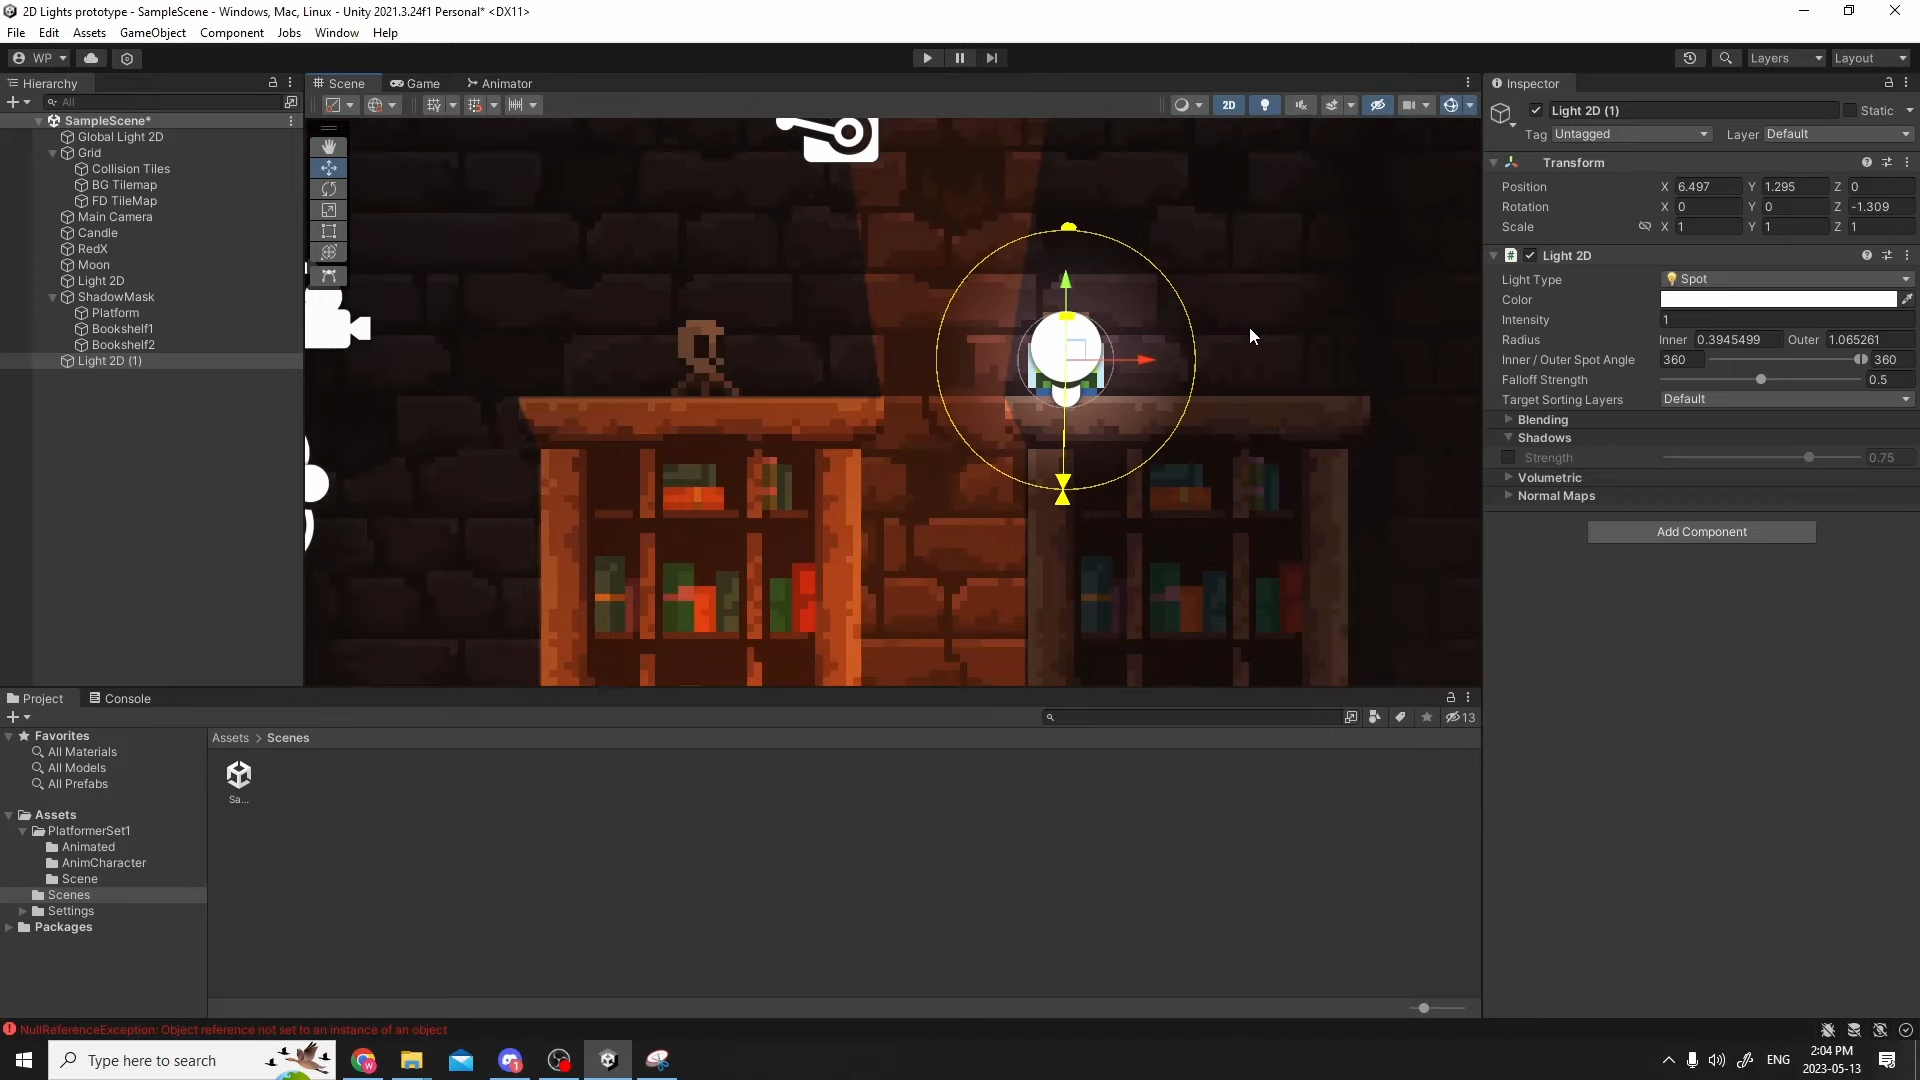 2D Lights prototype - SampleScene - Windows, Mac, Linux - Unity 2021.3.24f1 Personal* <DX11>
File Edit Assets GameObject Component Jobs Window Help
WP
Layers
Layout
Hierarchy
All
SampleScene*
Global Light 2D
Grid
Collision Tiles
BG Tilemap
FD TileMap
Main Camera
Candle
RedX
Moon
Light 2D
ShadowMask
Platform
Bookshelf1
Bookshelf2
Light 2D (1)
Scene Game Animator
2D
Inspector
Light 2D (1) Static
Tag Untagged Layer Default
Transform
Position X 6.497 Y 1.295 Z 0
Rotation X 0 Y 0 Z -1.309
Scale X 1 Y 1 Z 1
# Light 2D
Light Type Spot
Color
Intensity 1
Radius Inner 0.3945499 Outer 1.065261
Inner / Outer Spot Angle 360 360
Falloff Strength 0.5
Target Sorting Layers Default
Blending
Shadows
Strength 0.75
Volumetric
Normal Maps
Add Component
Project Console
13
Favorites
All Materials
All Models
All Prefabs
Assets
PlatformerSet1
Animated
AnimCharacter
Scene
Scenes
Settings
Packages
Assets > Scenes
Sa...
NullReferenceException: Object reference not set to an instance of an object
Type here to search
ENG
2:04 PM
2023-05-13